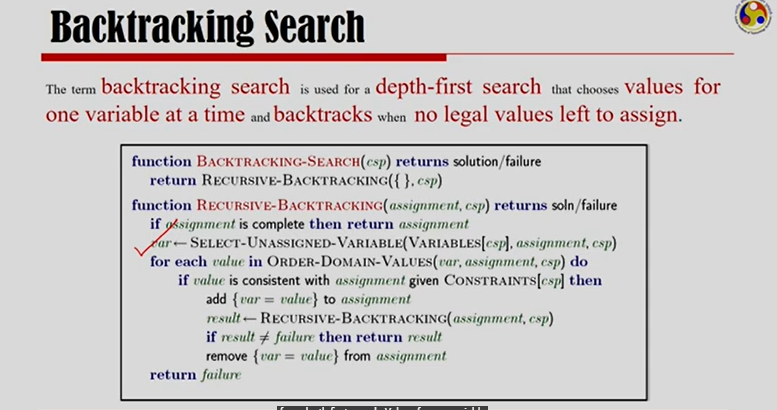 Backtracking Search
The term backtracking search is used for a depth-first search that chooses values for
one variable at a time and backtracks when no legal values left to assign.
function BACKTRACKING-SEARCH(csp) returns solution/failure
return RECURSIVE-BACKTRACKING({ }, csp)
function RECURSIVE-BACKTRACKING(assignment, csp) returns soln/failure
if assignment is complete then return assignment
var ← SELECT-UNASSIGNED-VARIABLE(VARIABLES[csp], assignment, csp)
for each value in ORDER-DOMAIN-VALUES(var, assignment, csp) do
if value is consistent with assignment given CONSTRAINTS[csp] then
add {var = value} to assignment
result ← RECURSIVE-BACKTRACKING(assignment, csp)
if result ≠ failure then return result
remove {var = value} from assignment
return failure